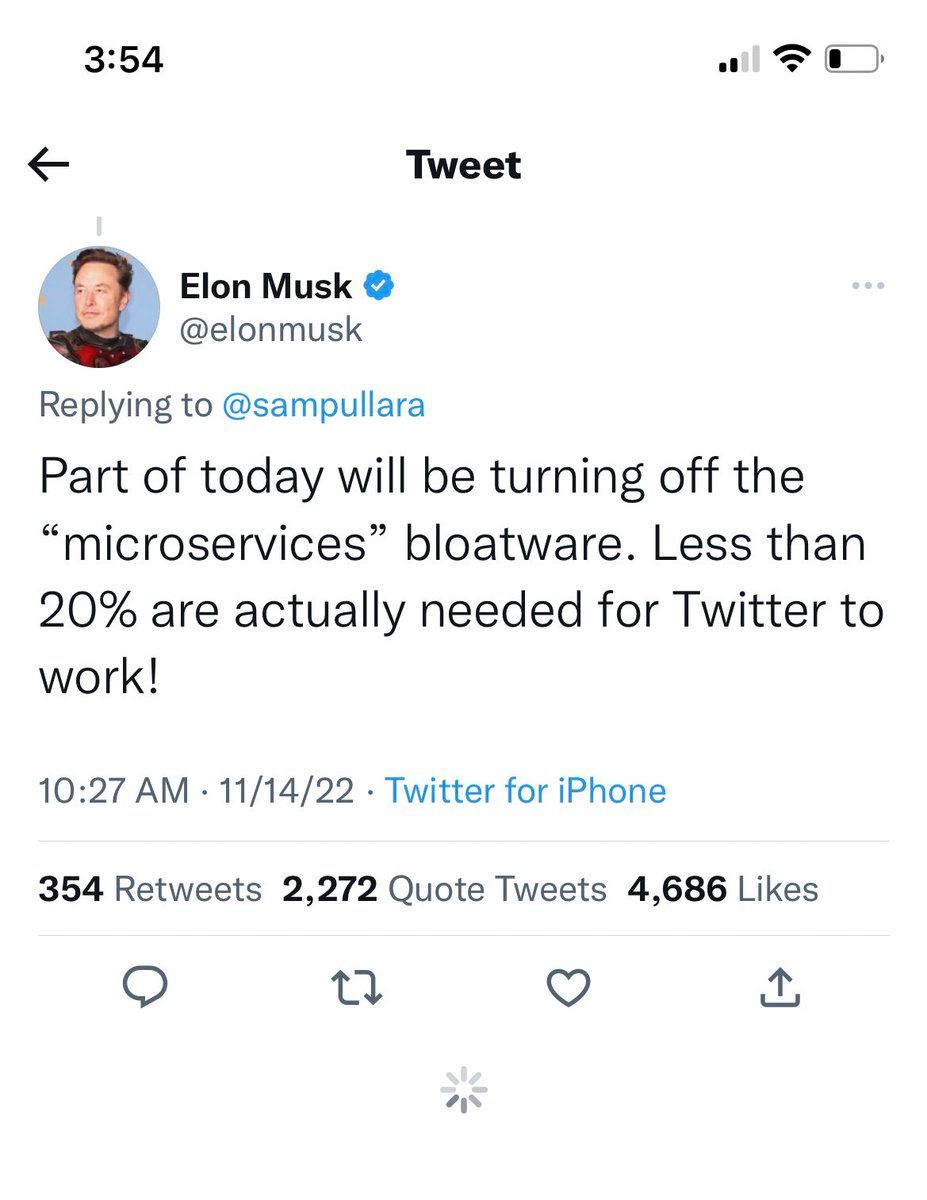 3:54
Tweet
Elon Musk
@elonmusk
Replying to @sampullara
Part of today will be turning off the
“microservices” bloatware. Less than
20% are actually needed for Twitter to
work!
10:27 AM · 11/14/22 · Twitter for iPhone
354 Retweets 2,272 Quote Tweets 4,686 Likes